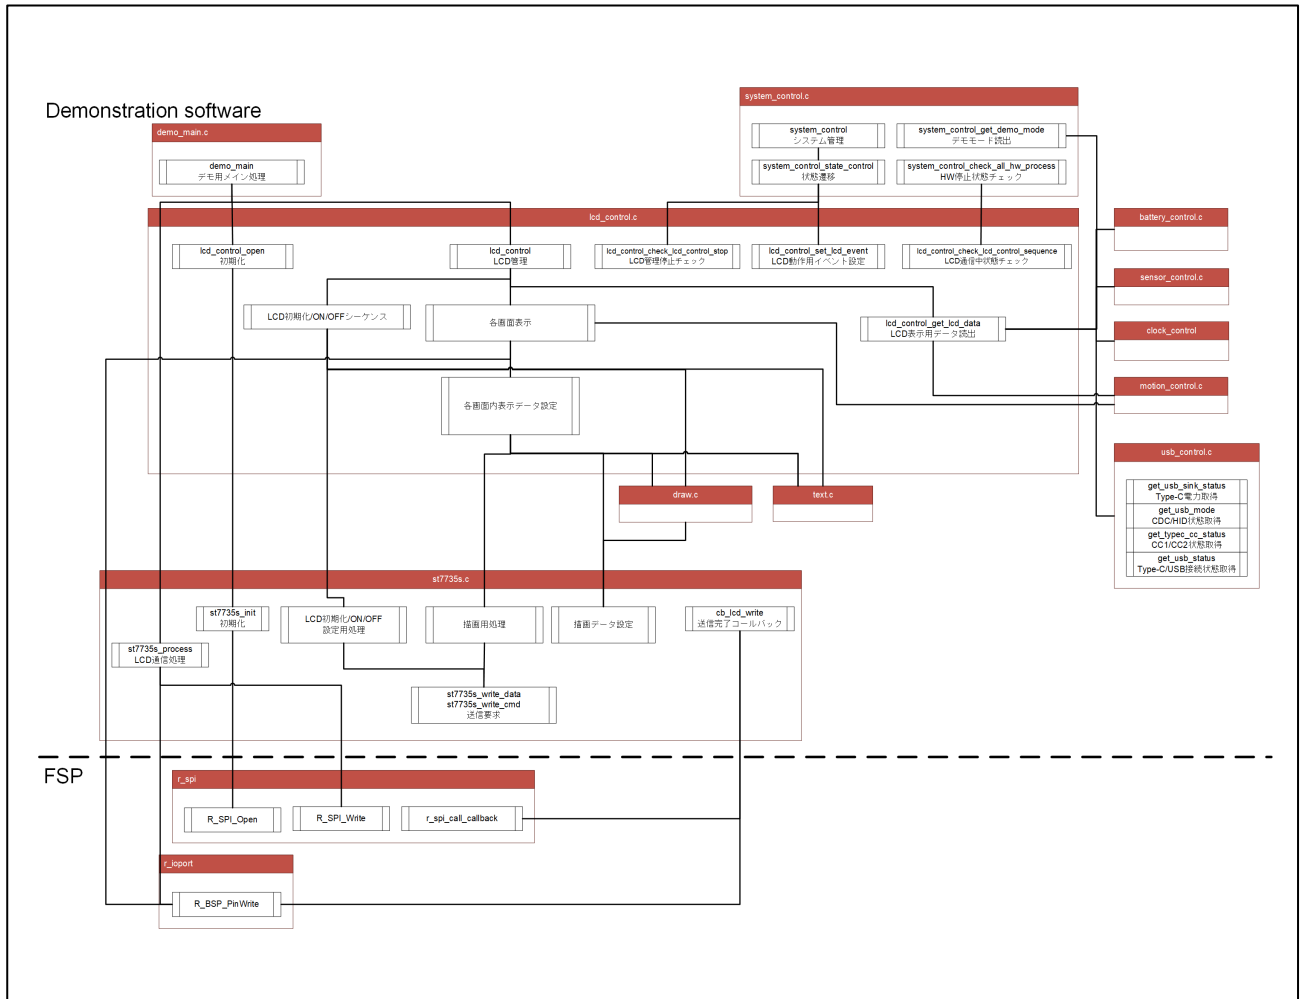 Demonstration software
system_control.c
system_control
システム管理
system_control_get_demo_mode
デモモード読出
system_control_state_control
状態遷移
system_control_check_all_hw_process
HW停止状態チェック
demo_main.c
demo_main
デモ用メイン処理
lcd_control.c
lcd_control_open
初期化
lcd_control
LCD管理
lcd_control_check_lcd_control_stop
LCD管理停止チェック
lcd_control_set_lcd_event
LCD動作用イベント設定
lcd_control_check_lcd_control_sequence
LCD通信中状態チェック
LCD初期化/ON/OFFシーケンス
各画面表示
lcd_control_get_lcd_data
LCD表示用データ読出
各画面内表示データ設定
battery_control.c
sensor_control.c
clock_control
motion_control.c
usb_control.c
get_usb_sink_status
Type-C電力取得
get_usb_mode
CDC/HID状態取得
get_typec_cc_status
CC1/CC2状態取得
get_usb_status
Type-C/USB接続状態取得
draw.c
text.c
st7735s.c
st7735s_init
初期化
LCD初期化/ON/OFF
設定用処理
描画用処理
描画データ設定
cb_lcd_write
送信完了コールバック
st7735s_process
LCD通信処理
st7735s_write_data
st7735s_write_cmd
送信要求
FSP
r_spi
R_SPI_Open
R_SPI_Write
r_spi_call_callback
r_ioport
R_BSP_PinWrite